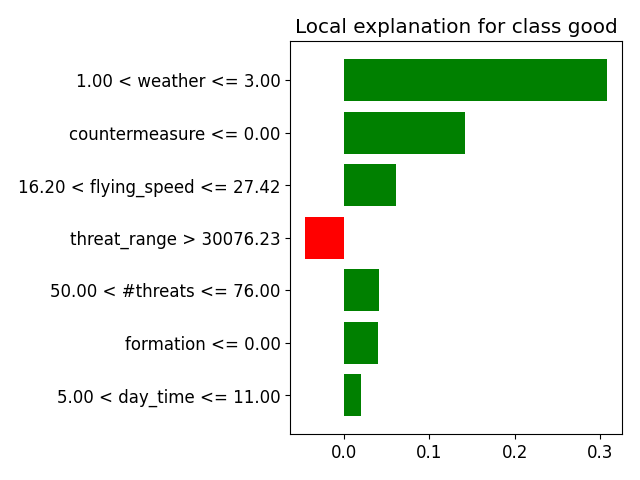 Local explanation for class good
1.00 < weather <= 3.00
countermeasure <= 0.00
16.20 < flying_speed <= 27.42
threat_range > 30076.23
50.00 < #threats <= 76.00
formation <= 0.00
5.00 < day_time <= 11.00
0.0 0.1 0.2 0.3